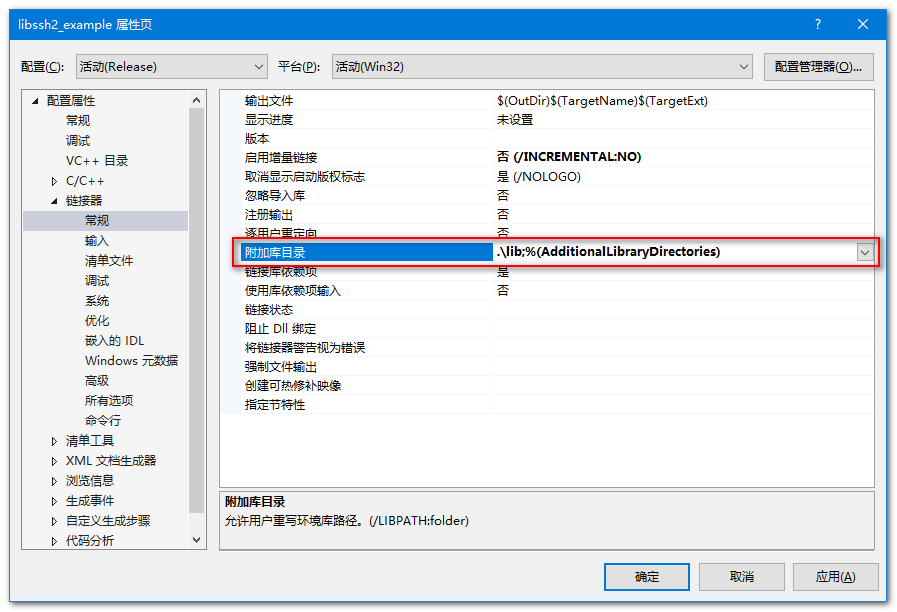 libssh2_example 属性页
配置(C): 活动(Release) 平台(P): 活动(Win32) 配置管理器(O)...
配置属性
常规
调试
VC++ 目录
C/C++
链接器
常规
输入
清单文件
调试
系统
优化
嵌入的 IDL
Windows 元数据
高级
所有选项
命令行
清单工具
XML 文档生成器
浏览信息
生成事件
自定义生成步骤
代码分析
输出文件 $(OutDir)$(TargetName)$(TargetExt)
显示进度 未设置
版本
启用增量链接 否 (/INCREMENTAL:NO)
取消显示启动版权标志 是 (/NOLOGO)
忽略导入库 否
注册输出 否
逐用户重定向 否
附加库目录 .\lib;%(AdditionalLibraryDirectories)
链接库依赖项 是
使用库依赖项输入 否
链接状态
阻止 Dll 绑定
将链接器警告视为错误
强制文件输出
创建可热修补映像
指定节特性
附加库目录
允许用户重写环境库路径。(/LIBPATH:folder)
确定 取消 应用(A)